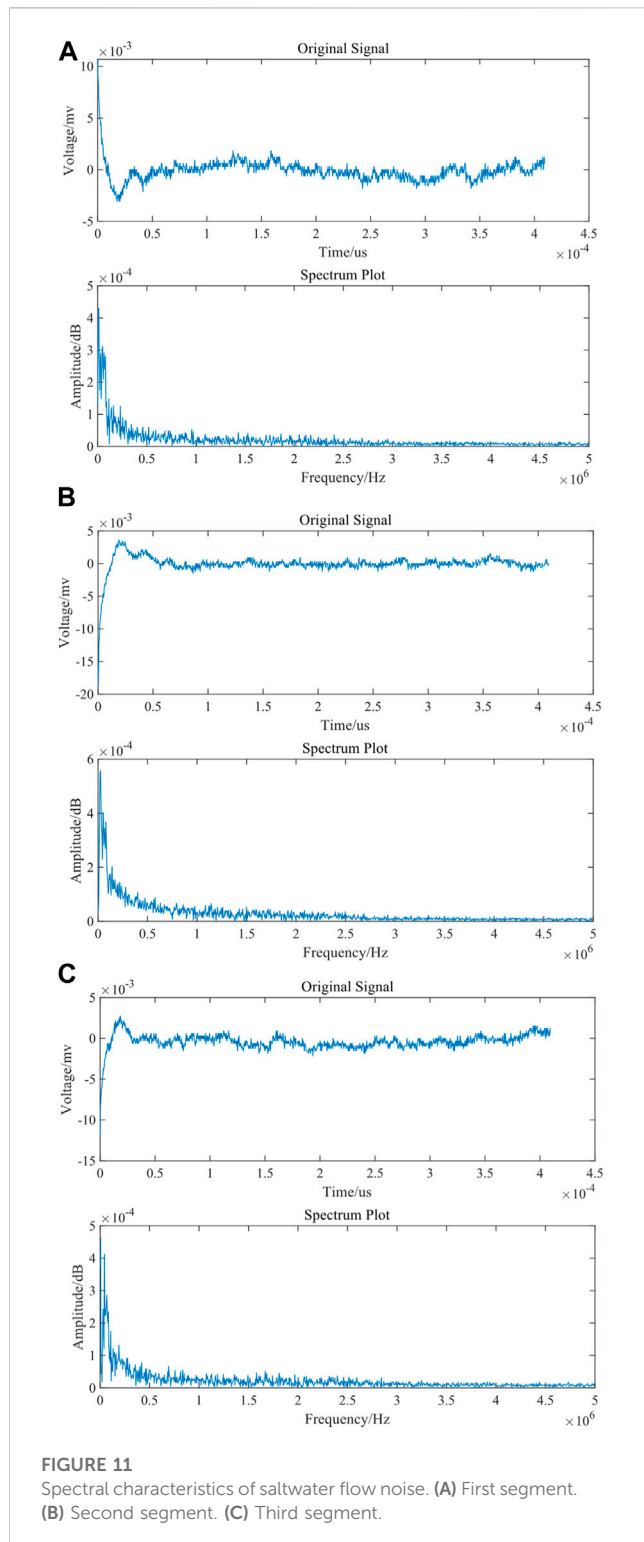 A
Original Signal
×10-3
10
5
0
-5
Voltage/mv
0 0.5 1 1.5 2 2.5 3 3.5 4 4.5
Time/us
×10-4
Spectrum Plot
×10-4
5
4
3
2
1
0
Amplitude/dB
0 0.5 1 1.5 2 2.5 3 3.5 4 4.5 5
Frequency/Hz
×106
B
Original Signal
×10-3
5
0
-5
-10
-15
-20
Voltage/mv
0 0.5 1 1.5 2 2.5 3 3.5 4 4.5
Time/us
×10-4
Spectrum Plot
×10-4
6
4
2
0
Amplitude/dB
0 0.5 1 1.5 2 2.5 3 3.5 4 4.5 5
Frequency/Hz
×106
C
Original Signal
×10-3
5
0
-5
-10
-15
Voltage/mv
0 0.5 1 1.5 2 2.5 3 3.5 4 4.5
Time/us
×10-4
Spectrum Plot
×10-4
5
4
3
2
1
0
Amplitude/dB
0 0.5 1 1.5 2 2.5 3 3.5 4 4.5 5
Frequency/Hz
×106
FIGURE 11
Spectral characteristics of saltwater flow noise. (A) First segment.
(B) Second segment. (C) Third segment.